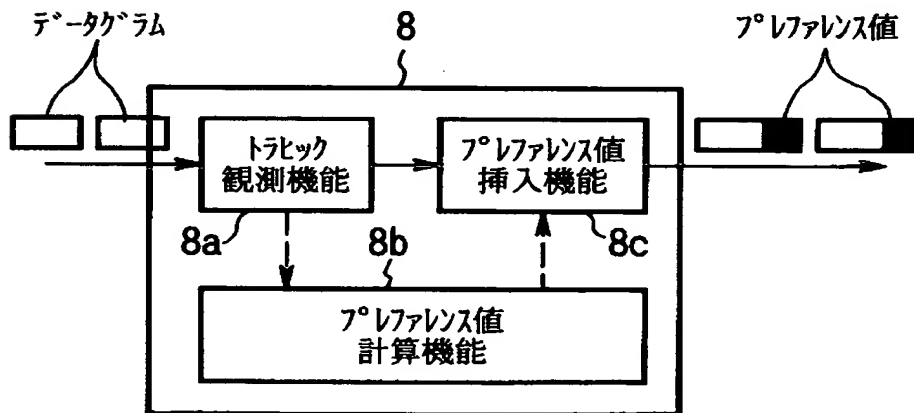 データグラム
8
プレファレンス値
トラヒック
観測機能
プレファレンス値
挿入機能
8a
8b
8c
プレファレンス値
計算機能